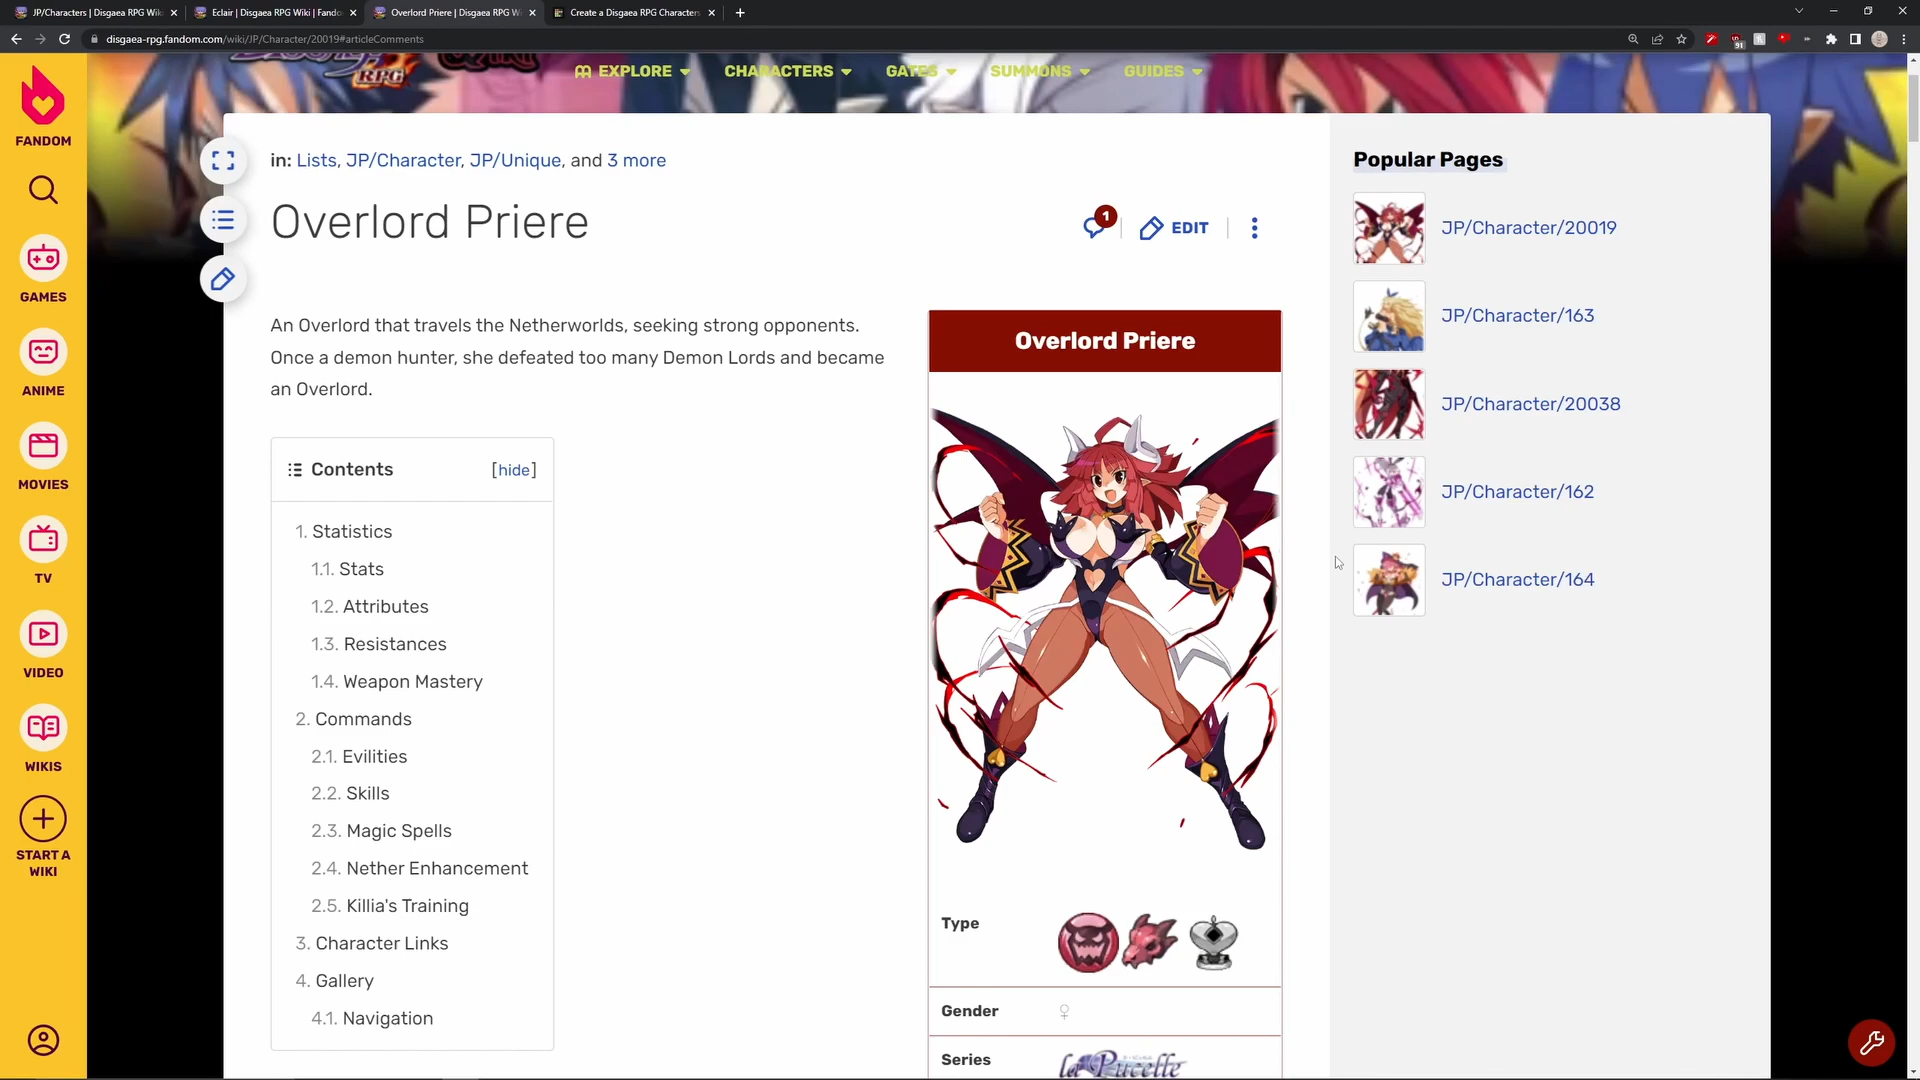 JP/Characters | Disgaea RPG Wiki
Eclair | Disgaea RPG Wiki | Fando
Overlord Priere | Disgaea RPG W
Create a Disgaea RPG Characters
disgaea-rpg.fandom.com/wiki/JP/Character/20019#articleComments
91
RPG
EXPLORE
CHARACTERS
GATES
SUMMONS
GUIDES
FANDOM
GAMES
ANIME
MOVIES
TV
VIDEO
WIKIS
START A
WIKI
in: Lists, JP/Character, JP/Unique, and 3 more
Overlord Priere
1
EDIT
An Overlord that travels the Netherworlds, seeking strong opponents.
Once a demon hunter, she defeated too many Demon Lords and became
an Overlord.
Contents [hide]
1. Statistics
1.1. Stats
1.2. Attributes
1.3. Resistances
1.4. Weapon Mastery
2. Commands
2.1. Evilities
2.2. Skills
2.3. Magic Spells
2.4. Nether Enhancement
2.5. Killia's Training
3. Character Links
4. Gallery
4.1. Navigation
Overlord Priere
Type
Gender ♀
Series La Pucelle
Popular Pages
JP/Character/20019
JP/Character/163
JP/Character/20038
JP/Character/162
JP/Character/164